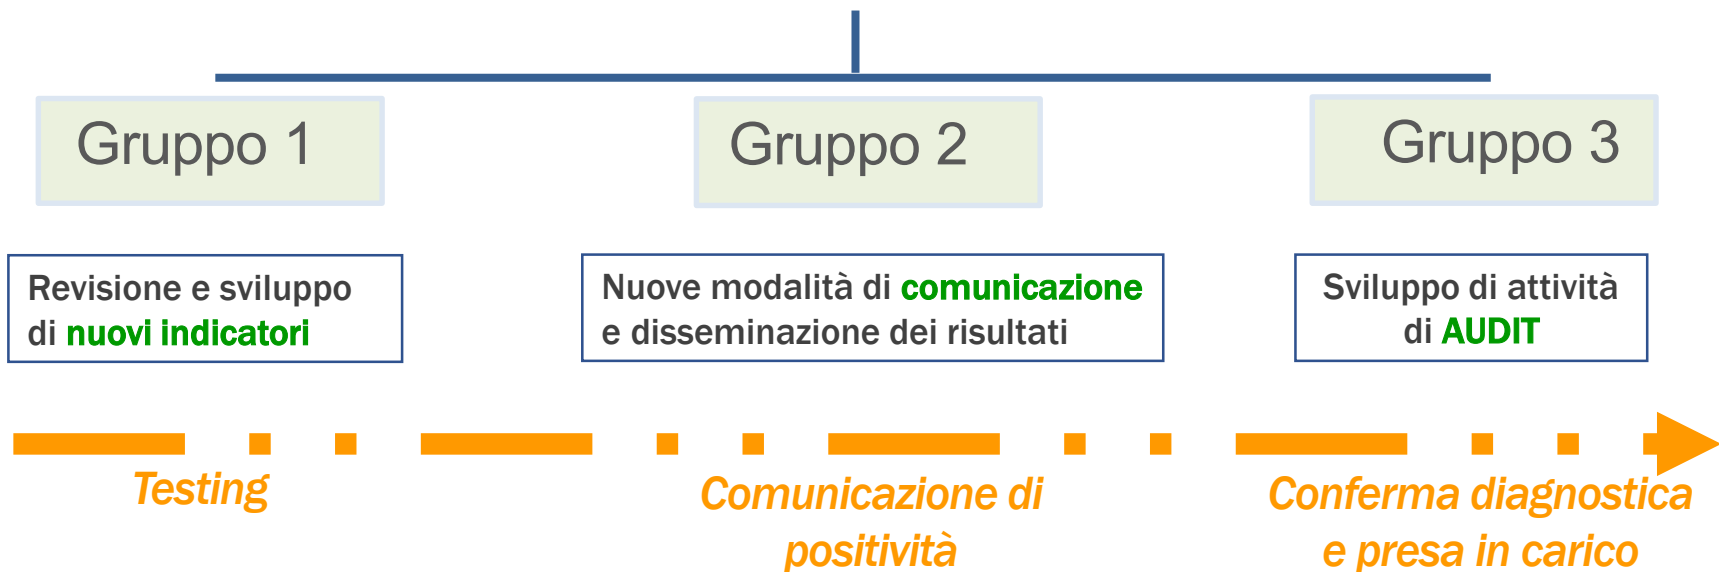 Gruppo 1
Gruppo 2
Gruppo 3
Revisione e sviluppo
di nuovi indicatori
Nuove modalità di comunicazione
e disseminazione dei risultati
Sviluppo di attività
di AUDIT
Testing
Comunicazione di
positività
Conferma diagnostica
e presa in carico